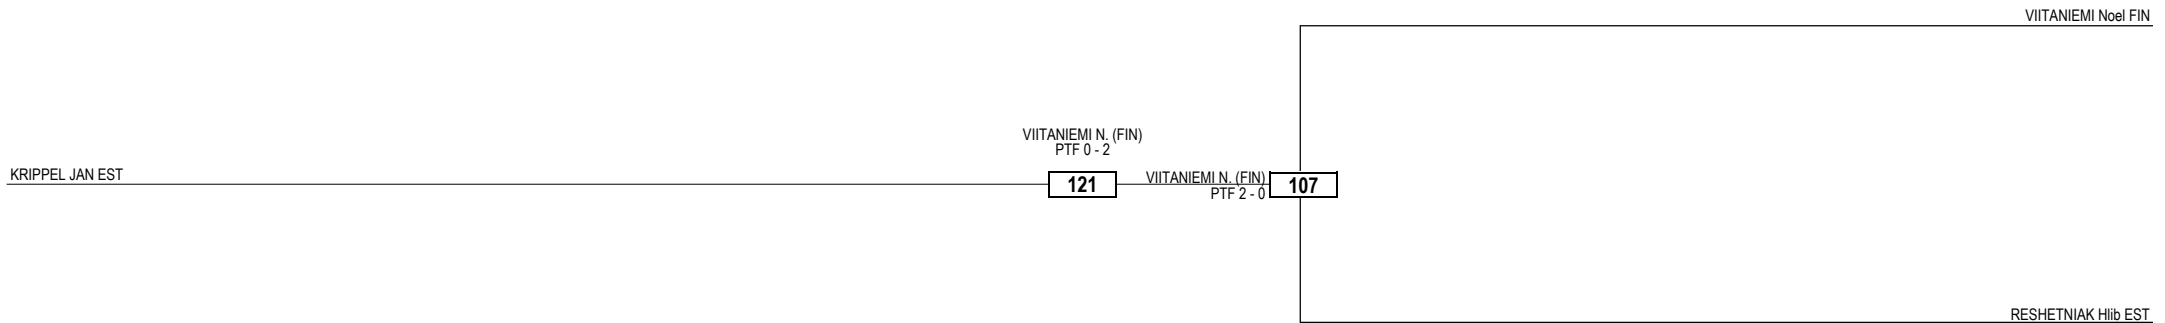 VIITANIEMI Noel FIN
VIITANIEMI N. (FIN)
PTF 0 - 2
KRIPPEL JAN EST
121
VIITANIEMI N. (FIN)
PTF 2 - 0
107
RESHETNIAK Hlib EST